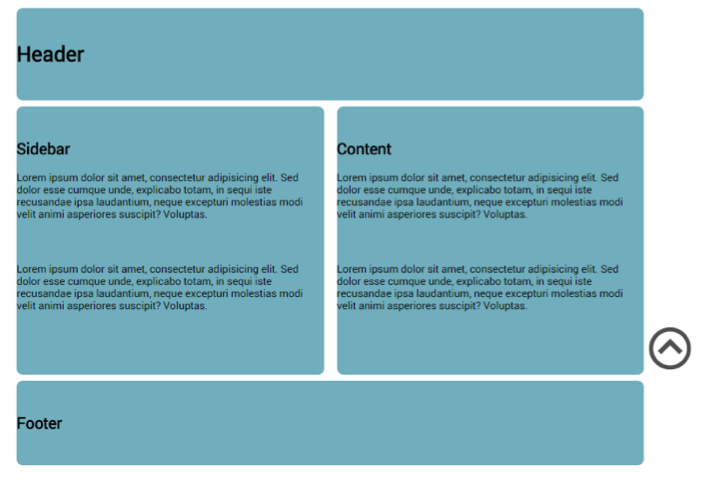 Header
Sidebar
Lorem ipsum dolor sit amet, consectetur adipisicing elit. Sed
dolor esse cumque unde, explicabo totam, in sequi iste
recusandae ipsa laudantium, neque excepturi molestias modi
velit animi asperiores suscipit? Voluptas.
Lorem ipsum dolor sit amet, consectetur adipisicing elit. Sed
dolor esse cumque unde, explicabo totam, in sequi iste
recusandae ipsa laudantium, neque excepturi molestias modi
velit animi asperiores suscipit? Voluptas.
Content
Lorem ipsum dolor sit amet, consectetur adipisicing elit. Sed
dolor esse cumque unde, explicabo totam, in sequi iste
recusandae ipsa laudantium, neque excepturi molestias modi
velit animi asperiores suscipit? Voluptas.
Lorem ipsum dolor sit amet, consectetur adipisicing elit. Sed
dolor esse cumque unde, explicabo totam, in sequi iste
recusandae ipsa laudantium, neque excepturi molestias modi
velit animi asperiores suscipit? Voluptas.
Footer